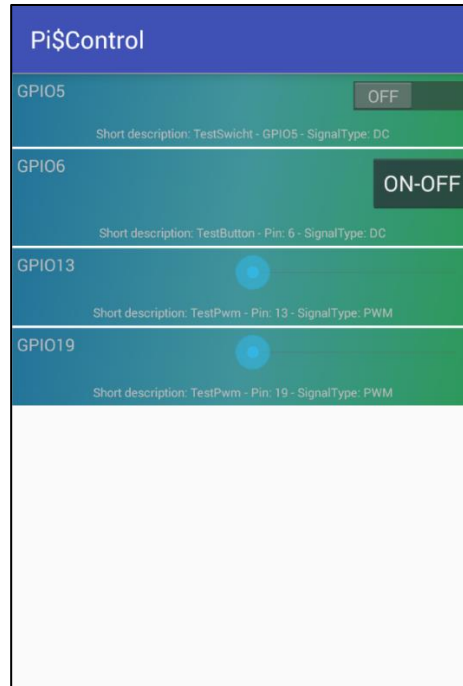 Pi$Control
GPIO5
OFF
Short description: TestSwicht - GPIO5 - SignalType: DC
GPIO6
ON-OFF
Short description: TestButton - Pin: 6 - SignalType: DC
GPIO13
Short description: TestPwm - Pin: 13 - SignalType: PWM
GPIO19
Short description: TestPwm - Pin: 19 - SignalType: PWM